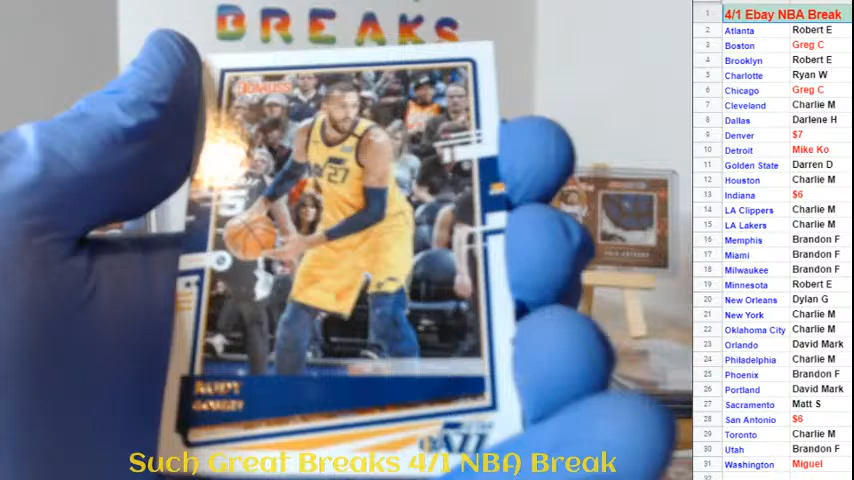 BREAKS
DONRUSS
27
RUDY
GOBERT
JAZZ
Such Great Breaks 4/1 NBA Break
1 4/1 Ebay NBA Break
2 Atlanta Robert E
3 Boston Greg C
4 Brooklyn Robert E
5 Charlotte Ryan W
6 Chicago Greg C
7 Cleveland Charlie M
8 Dallas Darlene H
9 Denver $7
10 Detroit Mike Ko
11 Golden State Darren D
12 Houston Charlie M
13 Indiana $6
14 LA Clippers Charlie M
15 LA Lakers Charlie M
16 Memphis Brandon F
17 Miami Brandon F
18 Milwaukee Brandon F
19 Minnesota Robert E
20 New Orleans Dylan G
21 New York Charlie M
22 Oklahoma City Charlie M
23 Orlando David Mark
24 Philadelphia Charlie M
25 Phoenix Brandon F
26 Portland David Mark
27 Sacramento Matt S
28 San Antonio $6
29 Toronto Charlie M
30 Utah Brandon F
31 Washington Miguel